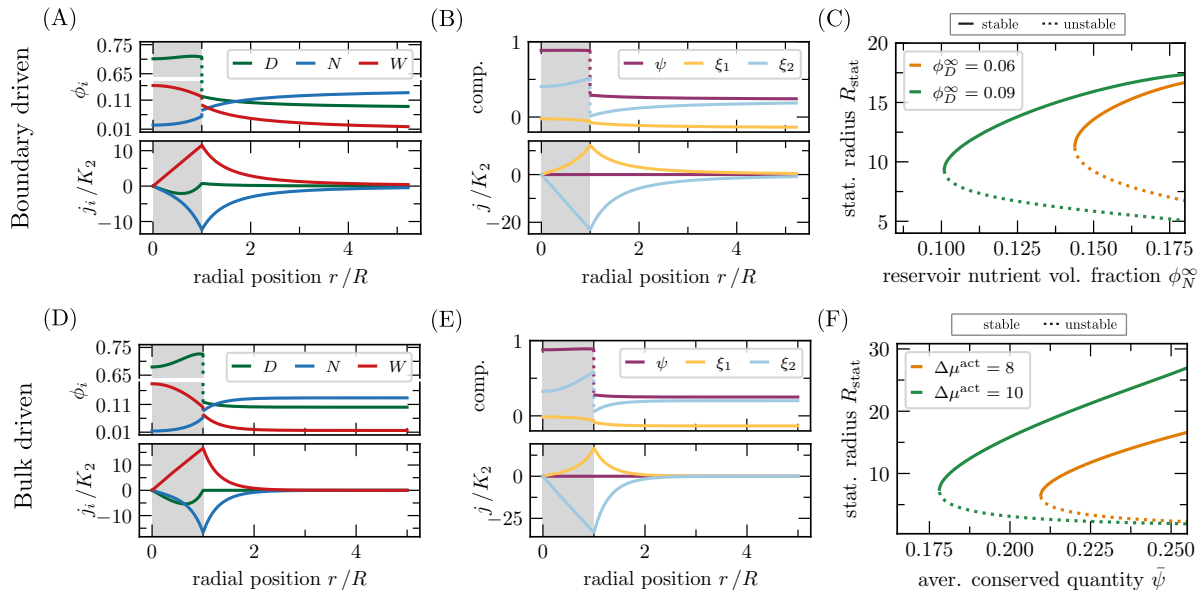 Boundary driven
(A)
0.75
0.65
0.11
0.01
ϕ_i
D N W
10
0
−10
j_i/K_2
0 2 4
radial position r/R
(B)
1
0
comp.
ψ ξ_1 ξ_2
0
−20
j/K_2
0 2 4
radial position r/R
(C)
stable unstable
20
15
10
5
stat. radius R_stat
ϕ_D^∞ = 0.06
ϕ_D^∞ = 0.09
0.100 0.125 0.150 0.175
reservoir nutrient vol. fraction ϕ_N^∞
Bulk driven
(D)
0.75
0.65
0.11
0.01
ϕ_i
D N W
10
0
−10
j_i/K_2
0 2 4
radial position r/R
(E)
1
0
comp.
ψ ξ_1 ξ_2
0
−25
j/K_2
0 2 4
radial position r/R
(F)
stable unstable
30
20
10
stat. radius R_stat
Δμ^act = 8
Δμ^act = 10
0.175 0.200 0.225 0.250
aver. conserved quantity ψ̄